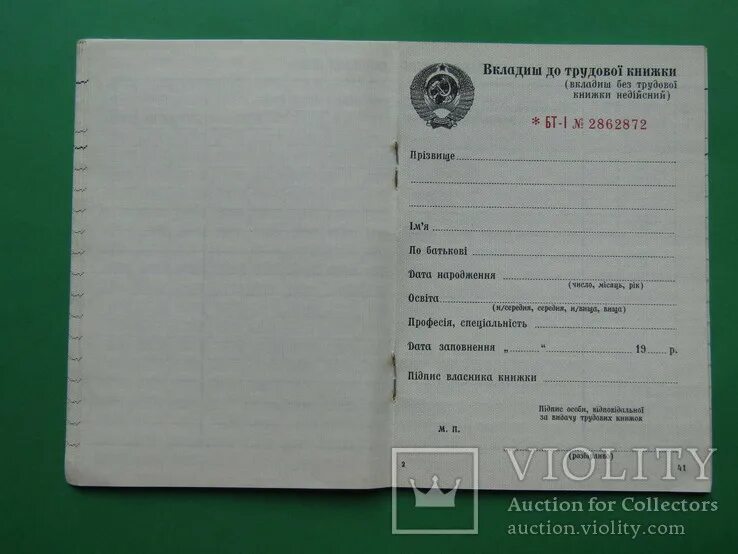 Вкладиш до трудової книжки
(вкладиш без трудової
книжки недійсний)
* БТ-I № 2862872
Прізвище
Ім'я
По батькові
Дата народження
(число, місяць, рік)
Освіта
(н/середня, середня, н/вища, вища)
Професія, спеціальність
Дата заповнення „ “ 19 р.
Підпис власника книжки
Підпис особи, відповідальної
за видачу трудових книжок
М. П.
(розбірливо)
2
41
VIOLITY
Auction for Collectors
auction.violity.com